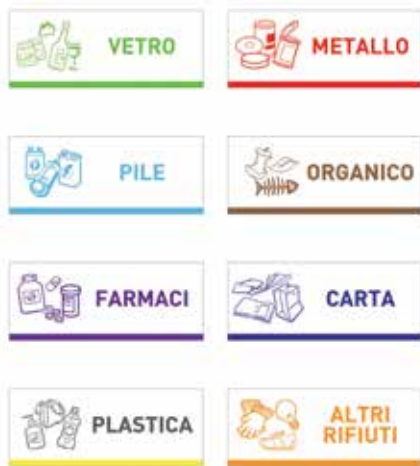 VETRO
METALLO
PILE
ORGANICO
FARMACI
CARTA
PLASTICA
ALTRI
RIFIUTI